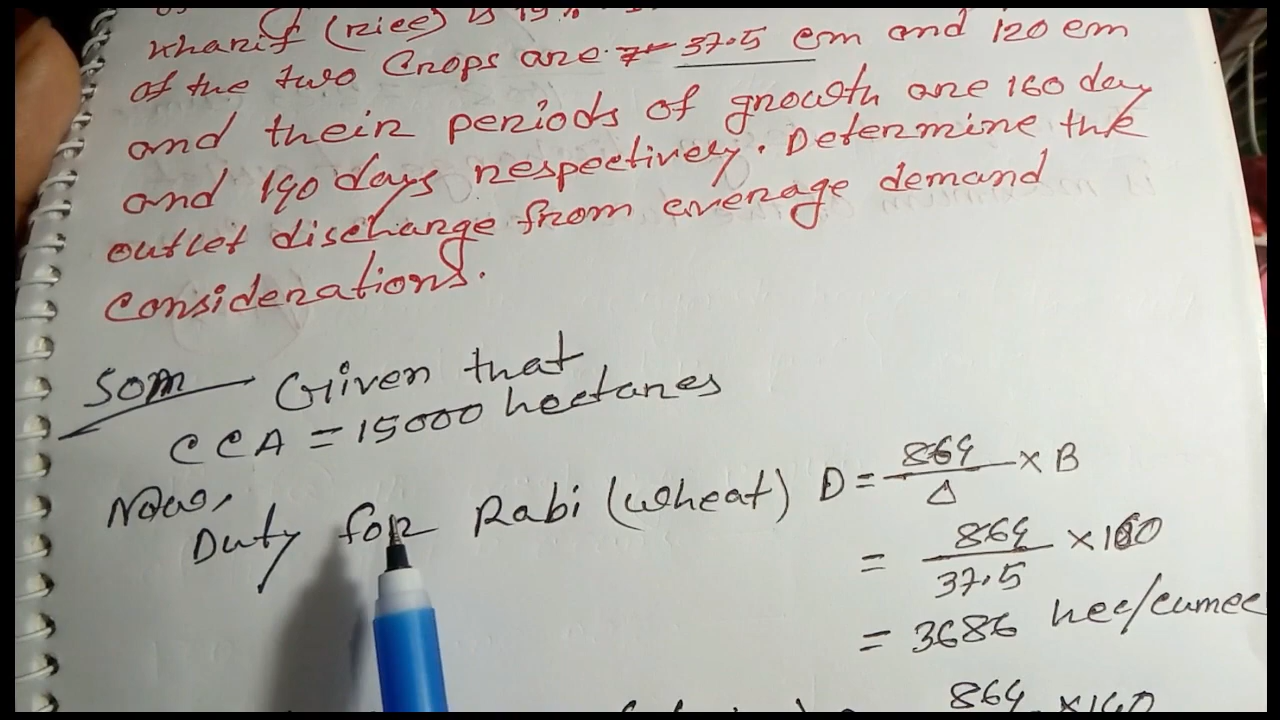 Kharif (rice) is 15%
of the two Crops are 37.5 cm and 120 cm
and their periods of growth are 160 day
and 140 days respectively. Determine the
outlet discharge from average demand
Considerations.
Soln Given that
CCA = 15000 hectares
Now,
Duty for Rabi (wheat) D = 864/Δ × B
= 864/37.5 × 160
= 3686 hec/cumec
864 × 140